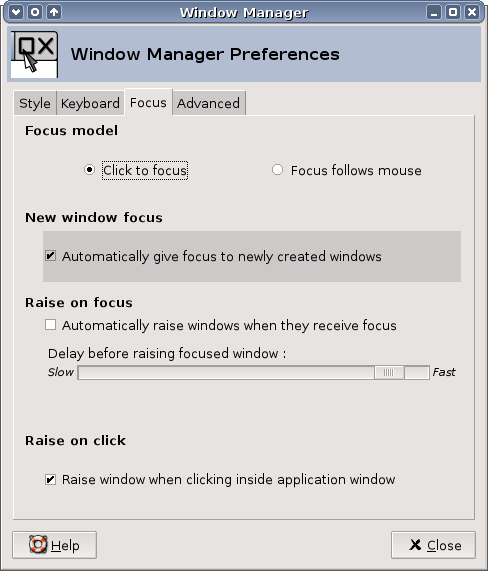 Window Manager
Window Manager Preferences
Style Keyboard Focus Advanced
Focus model
Click to focus Focus follows mouse
New window focus
Automatically give focus to newly created windows
Raise on focus
Automatically raise windows when they receive focus
Delay before raising focused window :
Slow Fast
Raise on click
Raise window when clicking inside application window
Help Close